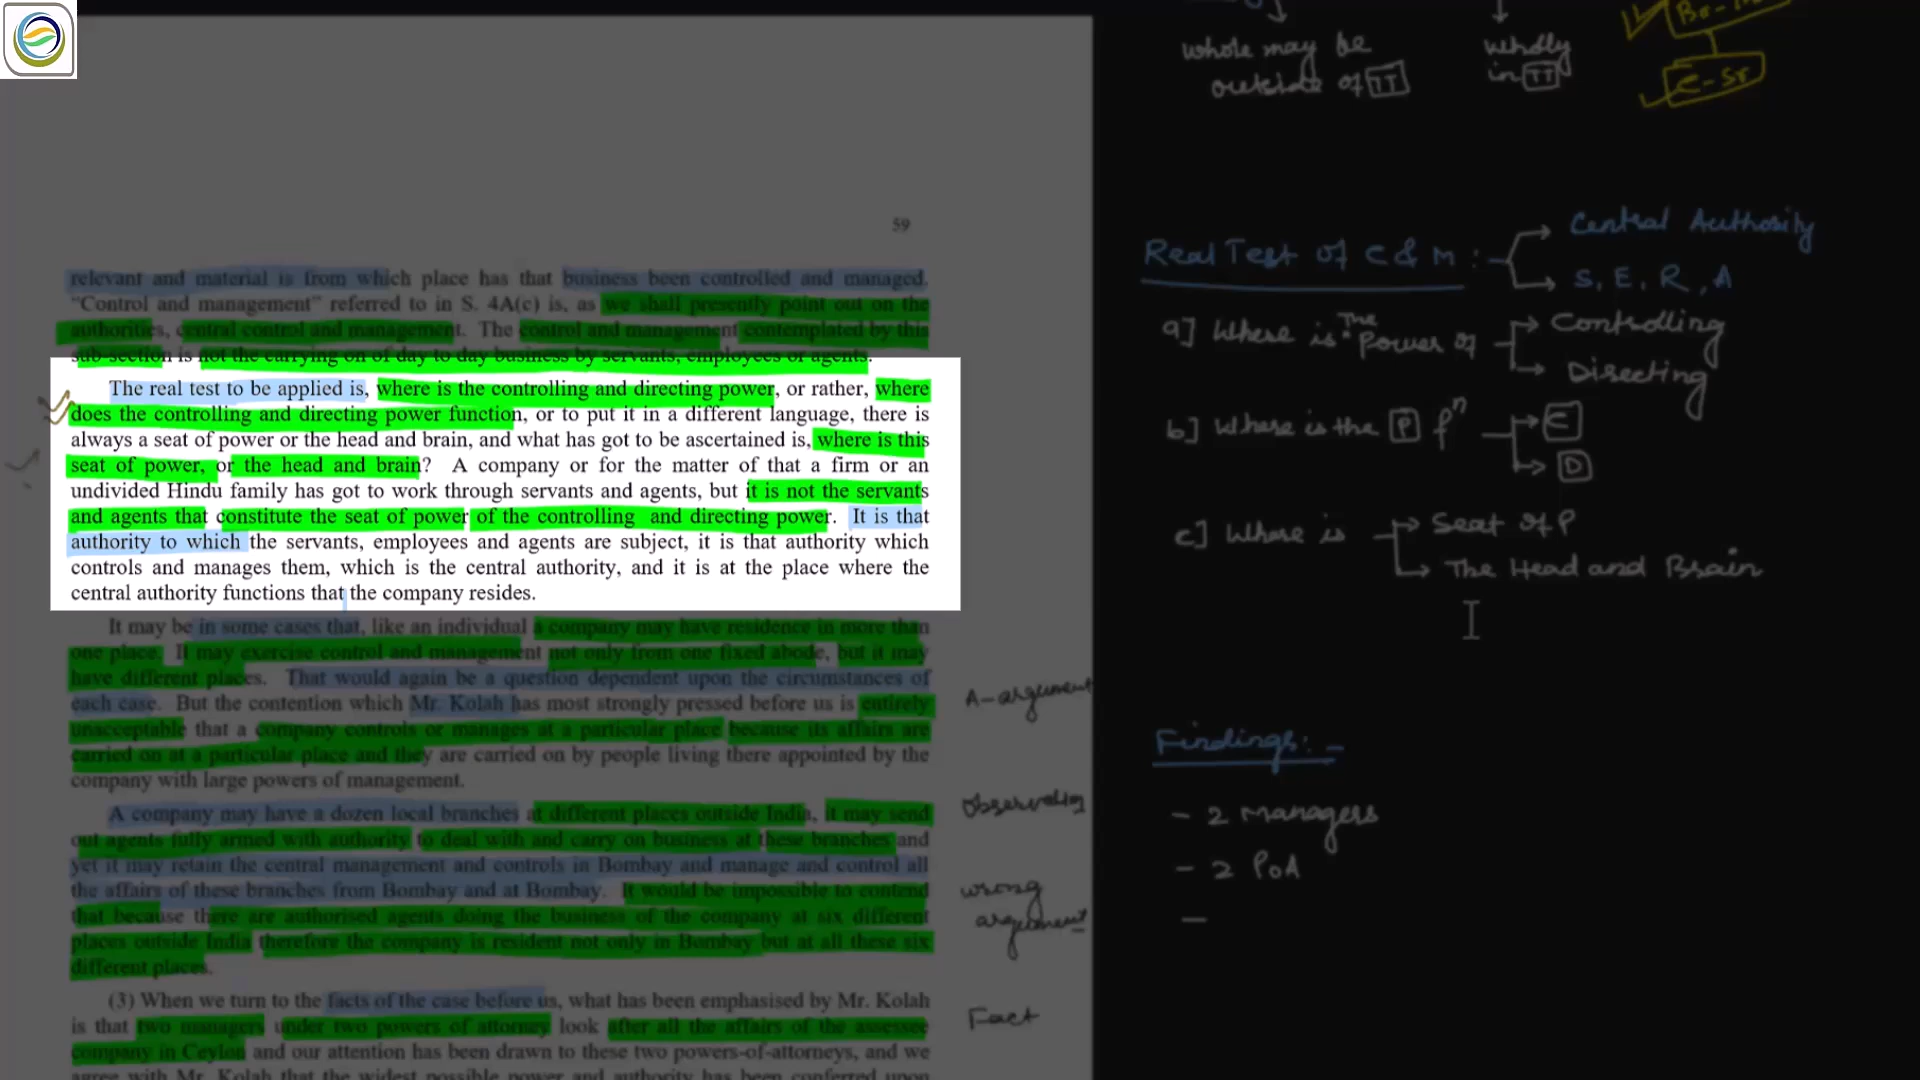 59
relevant and material is from which place has that business been controlled and managed.
“Control and management” referred to in S. 4A(c) is, as we shall presently point out on the
authorities, central control and management. The control and management contemplated by this
sub-section is not the carrying on of day to day business by servants, employees or agents.
The real test to be applied is, where is the controlling and directing power, or rather, where
does the controlling and directing power function, or to put it in a different language, there is
always a seat of power or the head and brain, and what has got to be ascertained is, where is this
seat of power, or the head and brain? A company or for the matter of that a firm or an
undivided Hindu family has got to work through servants and agents, but it is not the servants
and agents that constitute the seat of power of the controlling and directing power. It is that
authority to which the servants, employees and agents are subject, it is that authority which
controls and manages them, which is the central authority, and it is at the place where the
central authority functions that the company resides.
It may be in some cases that, like an individual a company may have residence in more than
one place. It may exercise control and management not only from one fixed abode, but it may
have different places. That would again be a question dependent upon the circumstances of
each case. But the contention which Mr. Kolah has most strongly pressed before us is entirely
unacceptable that a company controls or manages at a particular place because its affairs are
carried on at a particular place and they are carried on by people living there appointed by the
company with large powers of management.
A company may have a dozen local branches at different places outside India, it may send
out agents fully armed with authority to deal with and carry on business at these branches and
yet it may retain the central management and controls in Bombay and manage and control all
the affairs of these branches from Bombay and at Bombay. It would be impossible to contend
that because there are authorised agents doing the business of the company at six different
places outside India therefore the company is resident not only in Bombay but at all these six
different places.
(3) When we turn to the facts of the case before us, what has been emphasised by Mr. Kolah
is that two managers under two powers of attorney look after all the affairs of the assessee
company in Ceylon and our attention has been drawn to these two powers-of-attorneys, and we
agree with Mr. Kolah that the widest possible power and authority has been conferred upon
A-argument
wrong
argument
Fact
whole may be
outside of TT
wholly
in TT
Real Test of C & M :-
Central Authority
S, E, R, A
a] Where is The Power of
Controlling
Directing
b] Where is the P fn
C
D
c] Where is
Seat of P
The Head and Brain
Findings:-
- 2 Managers
- 2 PoA
-